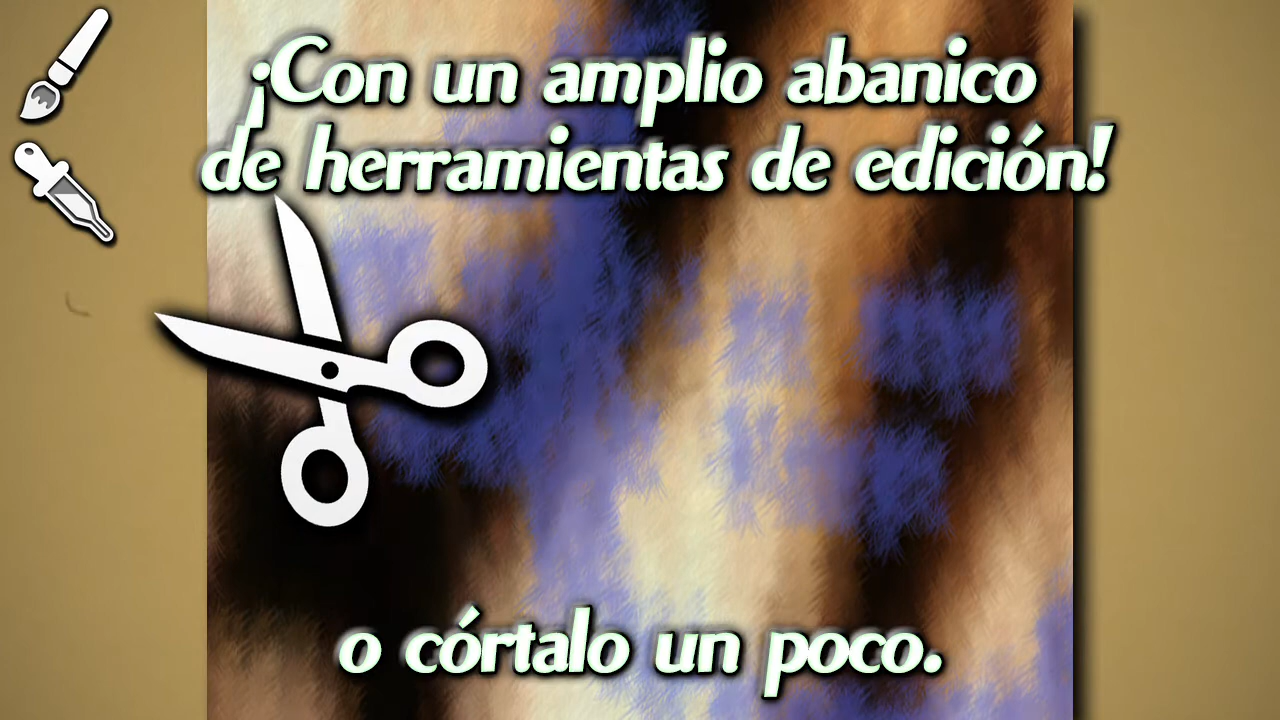 ¡Con un amplio abanico
de herramientas de edición!
o córtalo un poco.